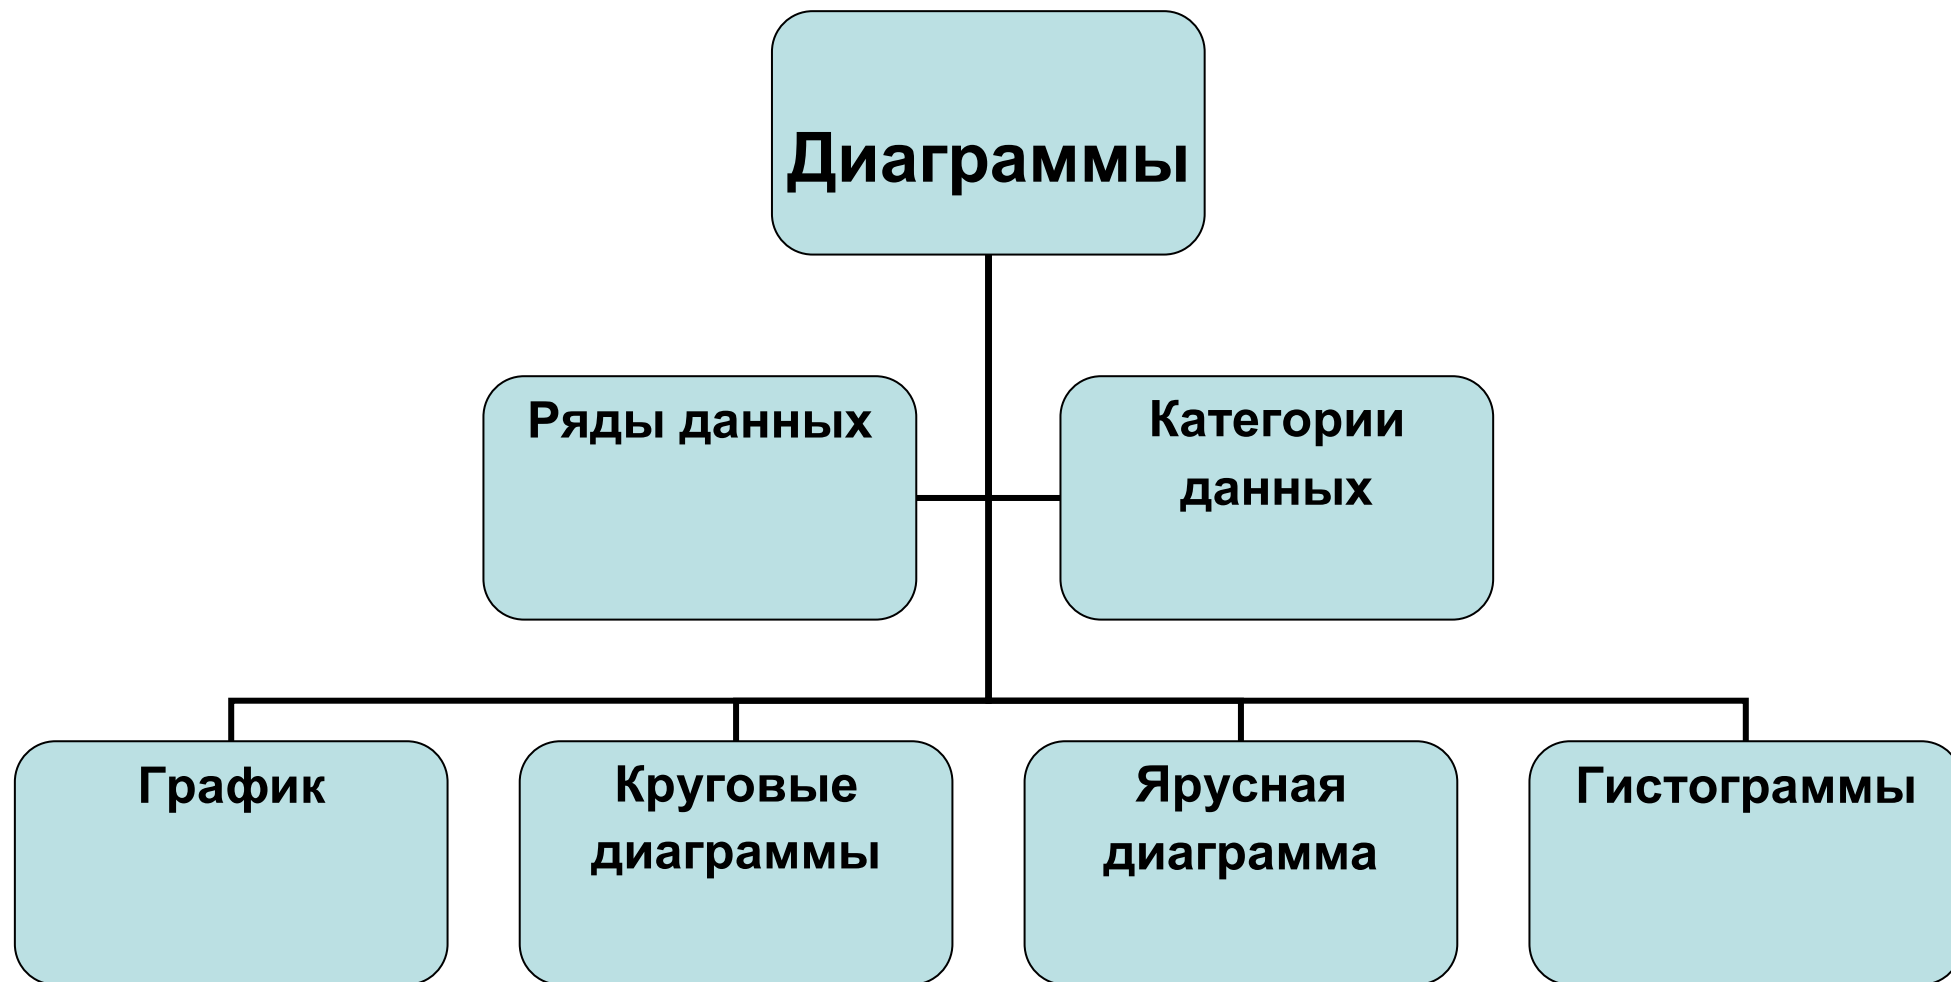 Диаграммы
Ряды данных
Категории
данных
График
Круговые
диаграммы
Ярусная
диаграмма
Гистограммы